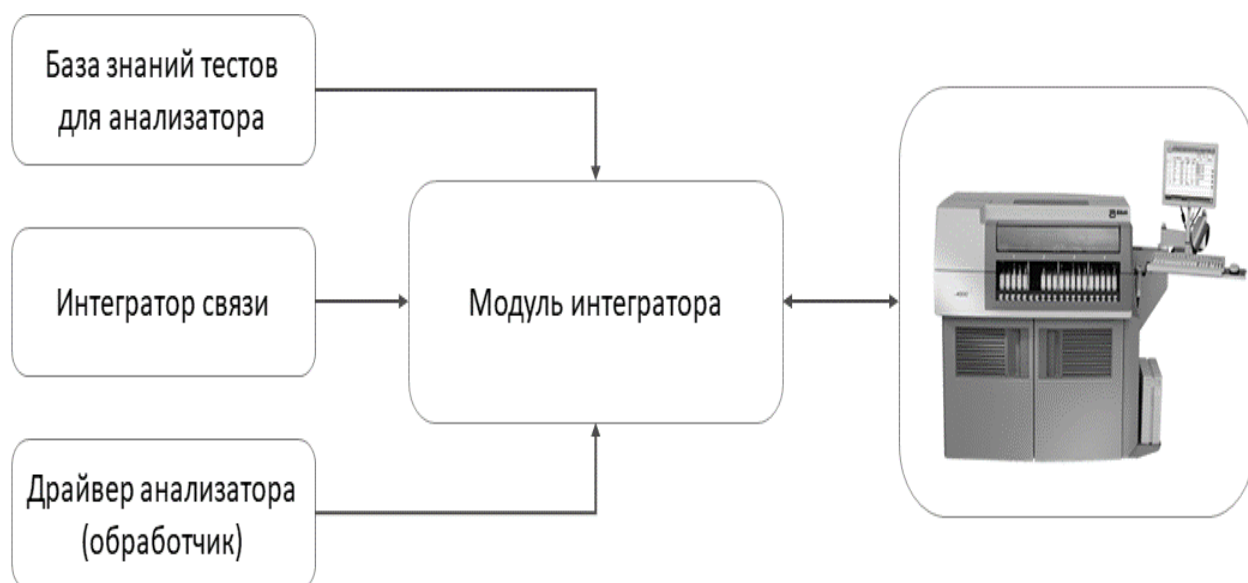 База знаний тестов
для анализатора
Интегратор связи
Модуль интегратора
Драйвер анализатора
(обработчик)